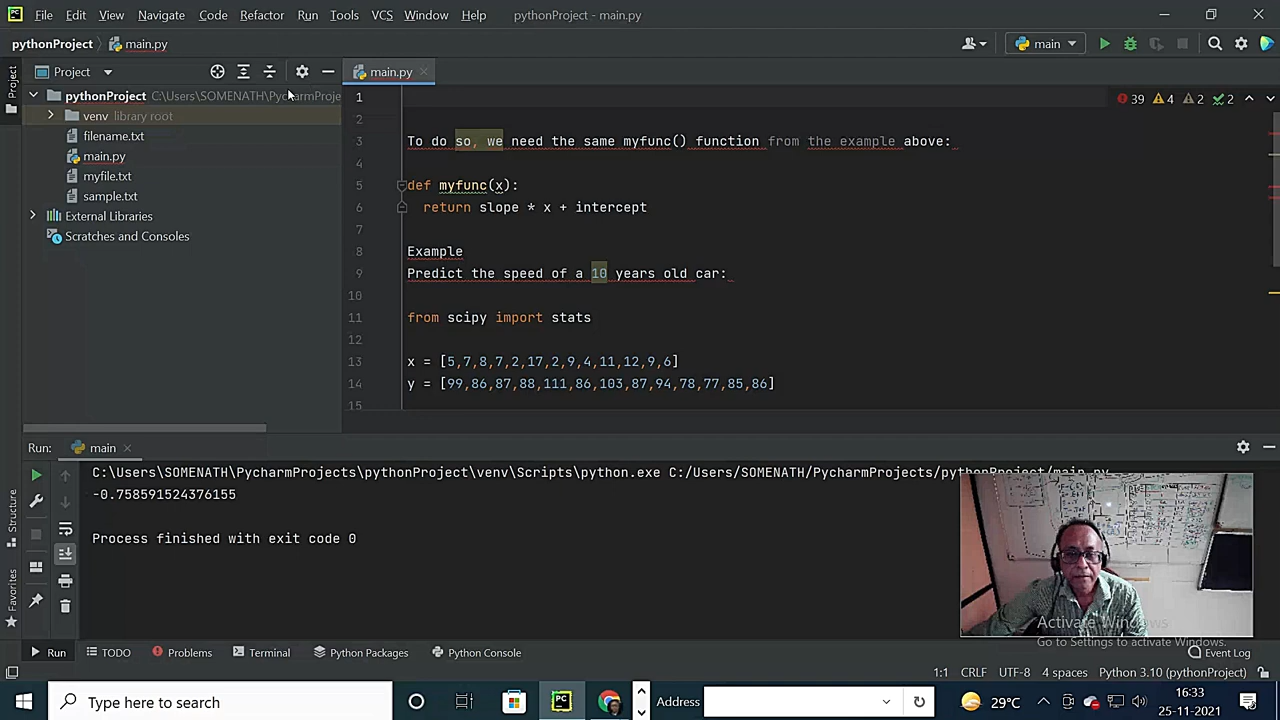 File Edit View Navigate Code Refactor Run Tools VCS Window Help pythonProject - main.py
pythonProject main.py main
Project main.py
pythonProject C:\Users\SOMENATH\PycharmProje
venv library root
filename.txt
main.py
myfile.txt
sample.txt
External Libraries
Scratches and Consoles
Project
1
39 4 2 2
2
3 To do so, we need the same myfunc() function from the example above:
4
5 def myfunc(x):
6 return slope * x + intercept
7
8 Example
9 Predict the speed of a 10 years old car:
10
11 from scipy import stats
12
13 x = [5,7,8,7,2,17,2,9,4,11,12,9,6]
14 y = [99,86,87,88,111,86,103,87,94,78,77,85,86]
15
Run: main
C:\Users\SOMENATH\PycharmProjects\pythonProject\venv\Scripts\python.exe C:/Users/SOMENATH/PycharmProjects/pythonProject/main.py
-0.758591524376155
Process finished with exit code 0
Structure
Favorites
Activate Windows
Go to Settings to activate Windows.
Run TODO Problems Terminal Python Packages Python Console Event Log
1:1 CRLF UTF-8 4 spaces Python 3.10 (pythonProject)
Type here to search PC Address 29°C 16:33
25-11-2021